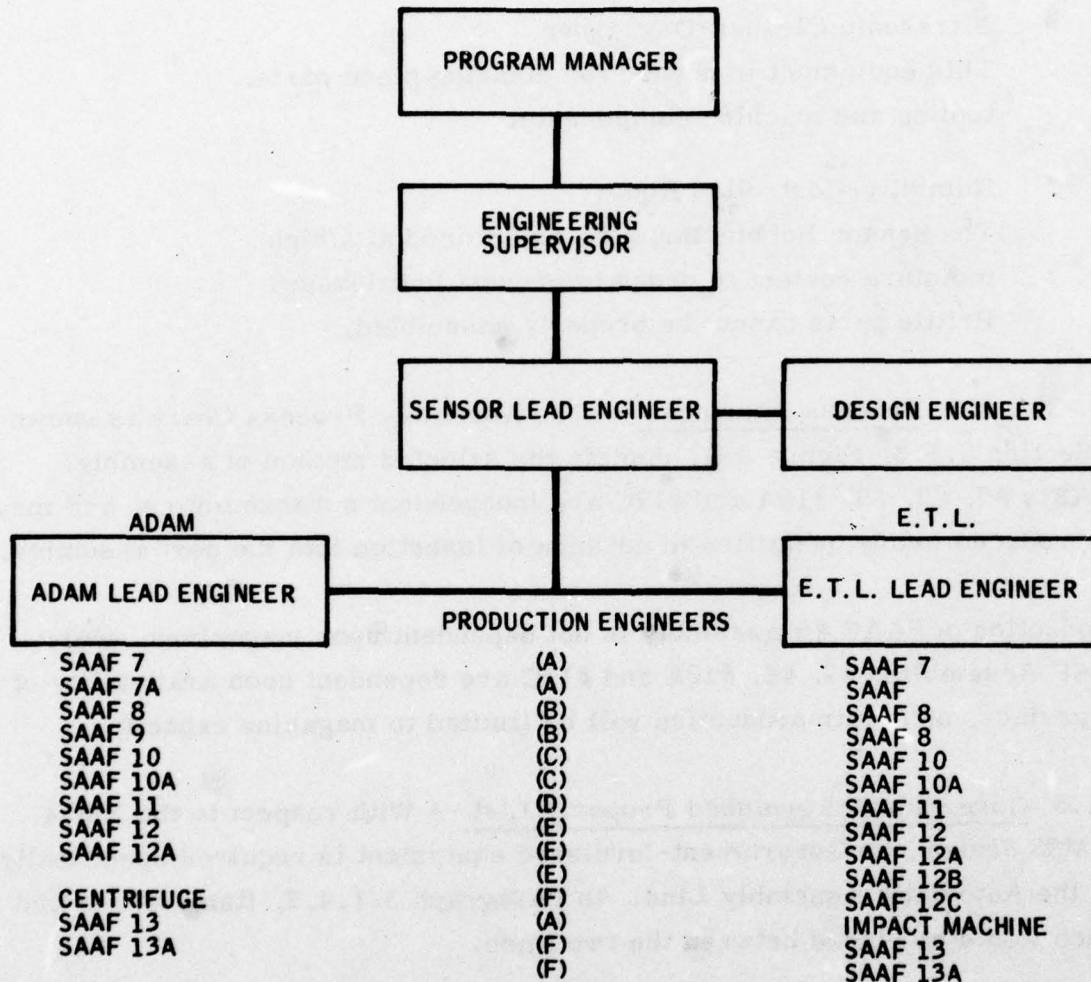 PROGRAM MANAGER
ENGINEERING
SUPERVISOR
SENSOR LEAD ENGINEER
DESIGN ENGINEER
ADAM
E.T.L.
ADAM LEAD ENGINEER
E.T.L. LEAD ENGINEER
PRODUCTION ENGINEERS
SAAF 7 (A) SAAF 7
SAAF 7A (A) SAAF
SAAF 8 (B) SAAF 8
SAAF 9 (B) SAAF 8
SAAF 10 (C) SAAF 10
SAAF 10A (C) SAAF 10A
SAAF 11 (D) SAAF 11
SAAF 12 (E) SAAF 12
SAAF 12A (E) SAAF 12A
(E) SAAF 12B
CENTRIFUGE (F) SAAF 12C
SAAF 13 (A) IMPACT MACHINE
SAAF 13A (F) SAAF 13
(F) SAAF 13A